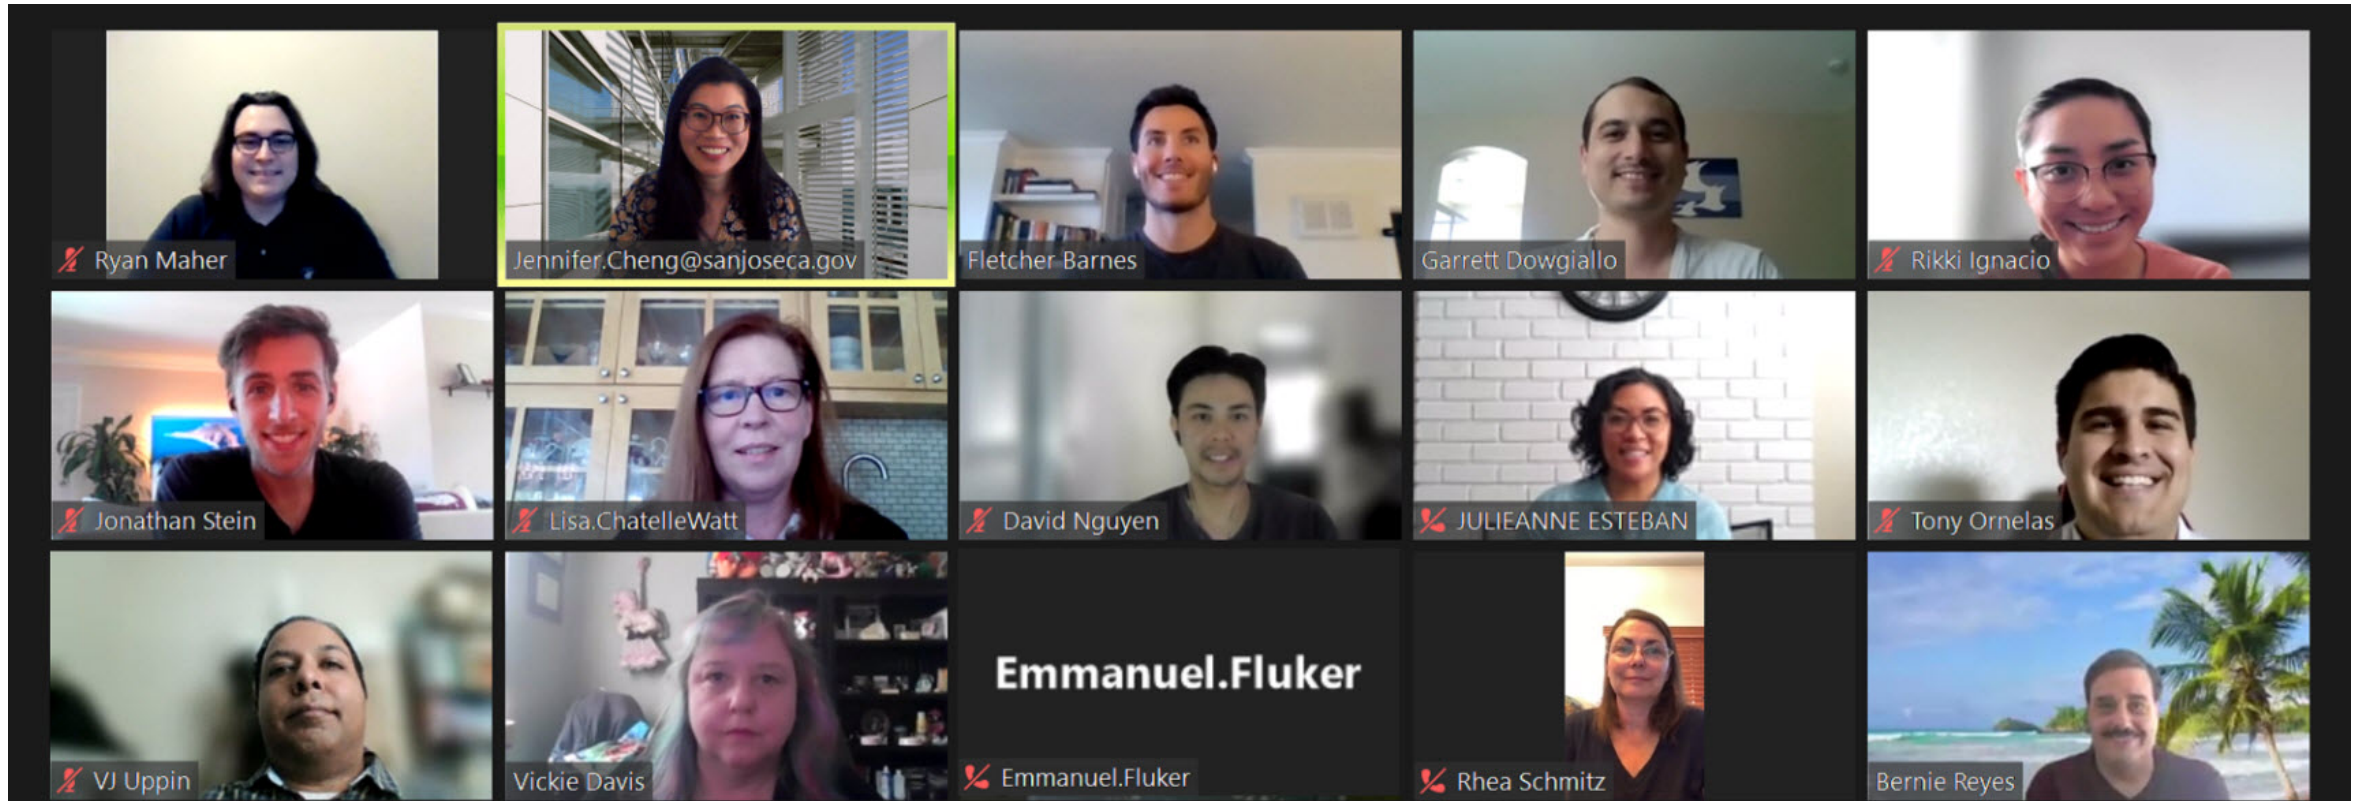 Ryan Maher
Jennifer.Cheng@sanjoseca.gov
Fletcher Barnes
Garrett Dowgiallo
Rikki Ignacio
Jonathan Stein
Lisa.ChatelleWatt
David Nguyen
JULIEANNE ESTEBAN
Tony Ornelas
VJ Uppin
Vickie Davis
Emmanuel.Fluker
Emmanuel.Fluker
Rhea Schmitz
Bernie Reyes